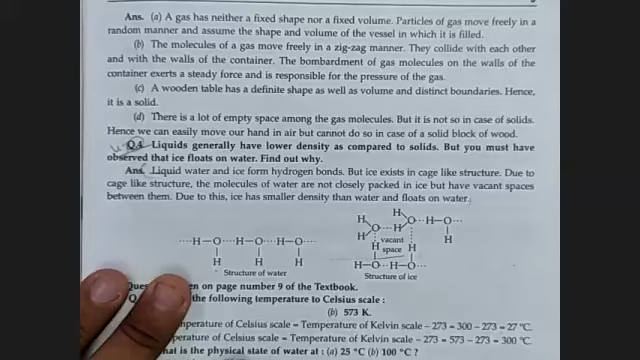 Ans. (a) A gas has neither a fixed shape nor a fixed volume. Particles of gas move freely in a
random manner and assume the shape and volume of the vessel in which it is filled.
(b) The molecules of a gas move freely in a zig-zag manner. They collide with each other
and with the walls of the container. The bombardment of gas molecules on the walls of the
container exerts a steady force and is responsible for the pressure of the gas.
(c) A wooden table has a definite shape as well as volume and distinct boundaries. Hence,
it is a solid.
(d) There is a lot of empty space among the gas molecules. But it is not so in case of solids.
Hence we can easily move our hand in air but cannot do so in case of a solid block of wood.
Q.4. Liquids generally have lower density as compared to solids. But you must have
observed that ice floats on water. Find out why.
Ans. Liquid water and ice form hydrogen bonds. But ice exists in cage like structure. Due to
cage like structure, the molecules of water are not closely packed in ice but have vacant spaces
between them. Due to this, ice has smaller density than water and floats on water.
H
H O····H—O···
O···H
H vacant H
H space H
····H—O····H—O····H—O····
H H H
H—O···H—O···
Structure of water
Structure of ice
Ques en on page number 9 of the Textbook.
Q the following temperature to Celsius scale :
(b) 573 K.
mperature of Celsius scale = Temperature of Kelvin scale − 273 = 300 − 273 = 27 °C.
perature of Celsius scale = Temperature of Kelvin scale − 273 = 573 − 273 = 300 °C.
hat is the physical state of water at : (a) 25 °C (b) 100 °C ?